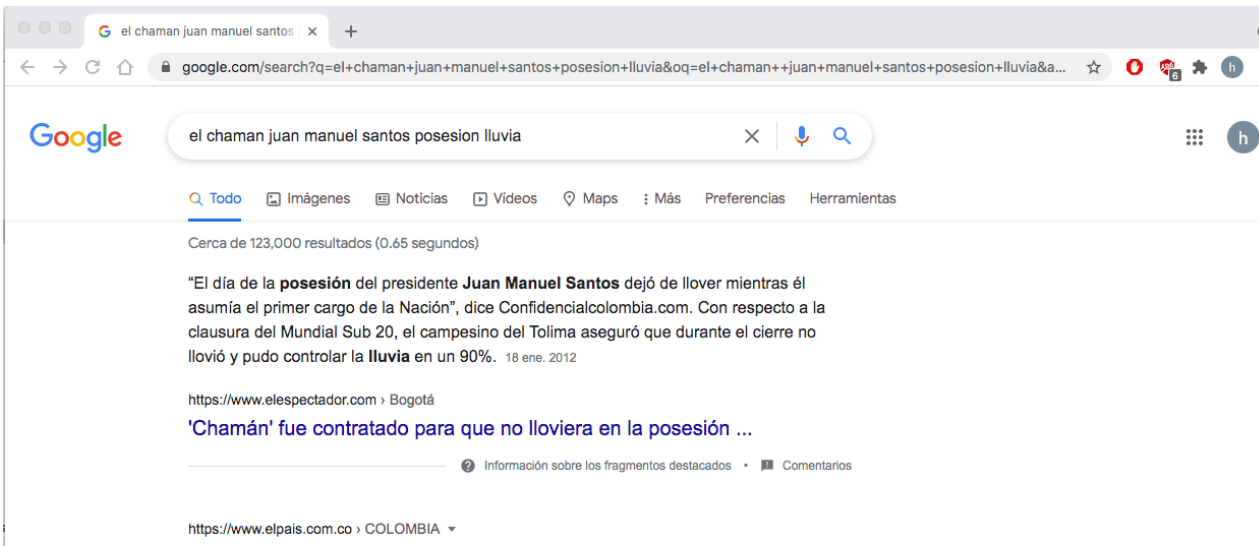 el chaman juan manuel santos
google.com/search?q=el+chaman+juan+manuel+santos+posesion+lluvia&oq=el+chaman++juan+manuel+santos+posesion+lluvia&a...
6
h
Google
el chaman juan manuel santos posesion lluvia
h
Todo Imágenes Noticias Vídeos Maps Más Preferencias Herramientas
Cerca de 123,000 resultados (0.65 segundos)
“El día de la posesión del presidente Juan Manuel Santos dejó de llover mientras él
asumía el primer cargo de la Nación”, dice Confidencialcolombia.com. Con respecto a la
clausura del Mundial Sub 20, el campesino del Tolima aseguró que durante el cierre no
llovió y pudo controlar la lluvia en un 90%. 18 ene. 2012
https://www.elespectador.com › Bogotá
'Chamán' fue contratado para que no lloviera en la posesión ...
Información sobre los fragmentos destacados • Comentarios
https://www.elpais.com.co › COLOMBIA